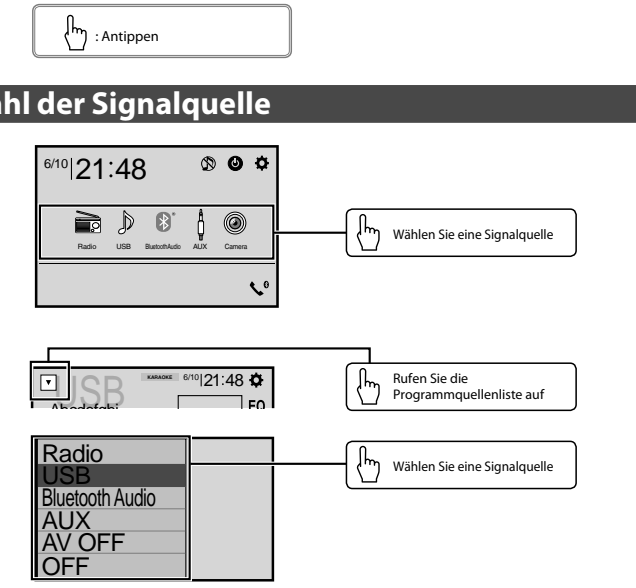 : Antippen
hl der Signalquelle
6/10 21:48
Radio USB BluetoothAudio AUX Camera
Wählen Sie eine Signalquelle
USB KARAOKE 6/10 21:48
EQ
Rufen Sie die
Programmquellenliste auf
Radio
USB
Bluetooth Audio
AUX
AV OFF
OFF
Wählen Sie eine Signalquelle